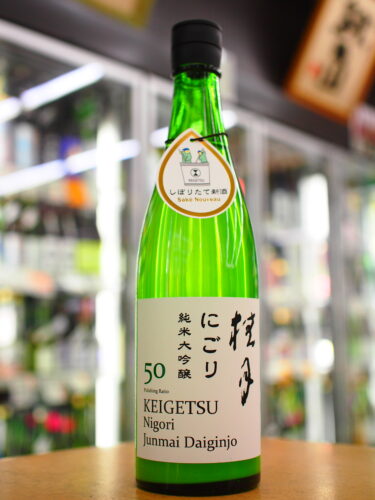 KEIGETSU
しぼりたて新酒
Sake Nouveau
桂月
にごり
純米大吟醸
50
Polishing Ratio
KEIGETSU
Nigori
Junmai Daiginjo